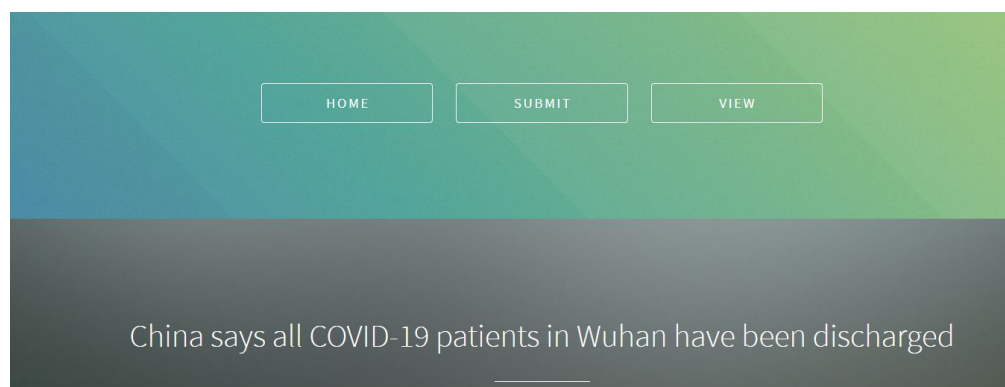 HOME
SUBMIT
VIEW
China says all COVID-19 patients in Wuhan have been discharged